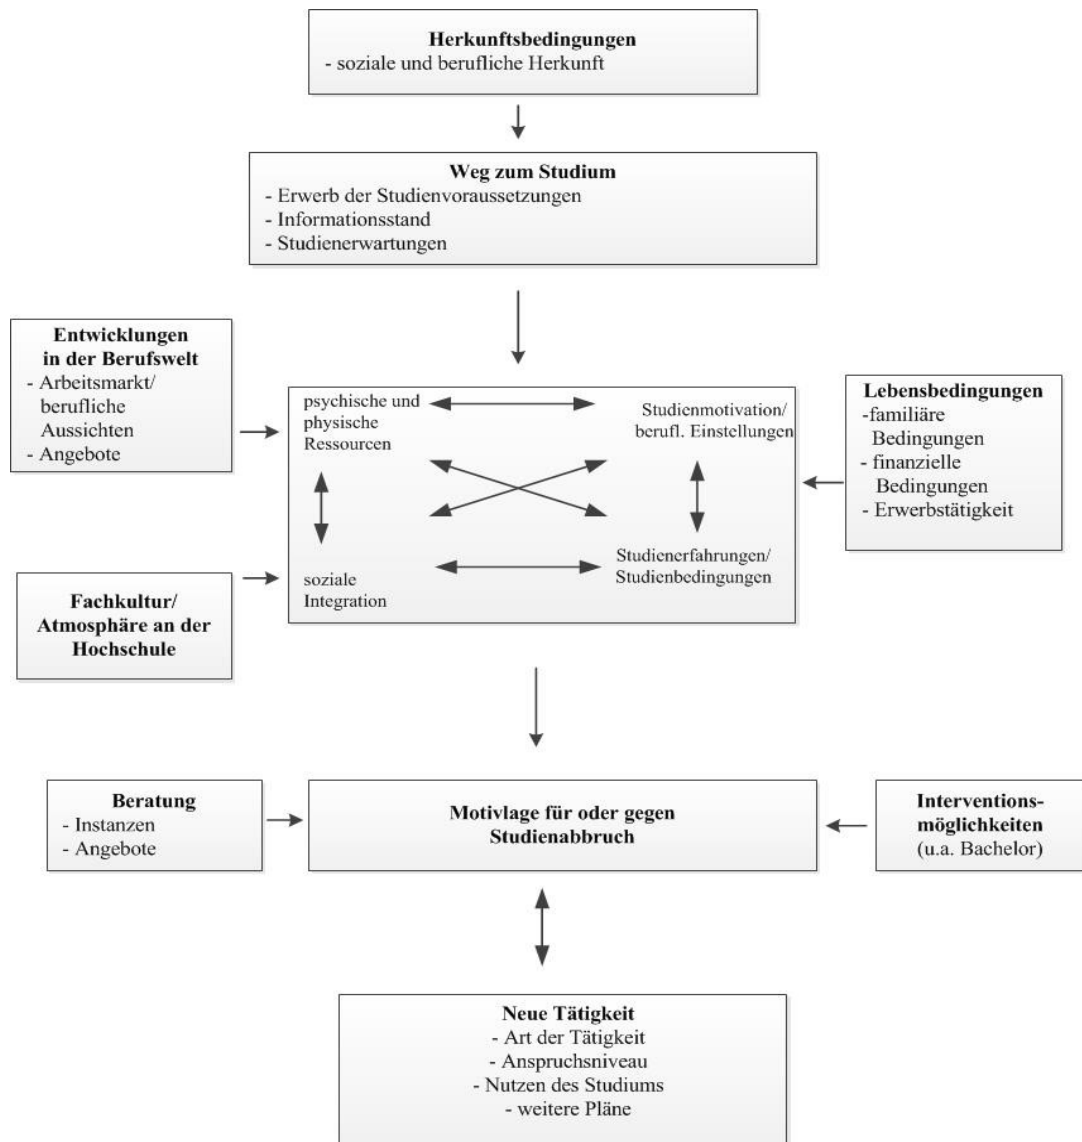 Herkunftsbedingungen
- soziale und berufliche Herkunft
Weg zum Studium
- Erwerb der Studienvoraussetzungen
- Informationsstand
- Studienerwartungen
Entwicklungen
in der Berufswelt
- Arbeitsmarkt/
berufliche
Aussichten
- Angebote
Fachkultur/
Atmosphäre an der
Hochschule
psychische und
physische
Ressourcen
Studienmotivation/
berufl. Einstellungen
soziale
Integration
Studienerfahrungen/
Studienbedingungen
Lebensbedingungen
-familiäre
Bedingungen
- finanzielle
Bedingungen
- Erwerbstätigkeit
Beratung
- Instanzen
- Angebote
Motivlage für oder gegen
Studienabbruch
Interventions-
möglichkeiten
(u.a. Bachelor)
Neue Tätigkeit
- Art der Tätigkeit
- Anspruchsniveau
- Nutzen des Studiums
- weitere Pläne